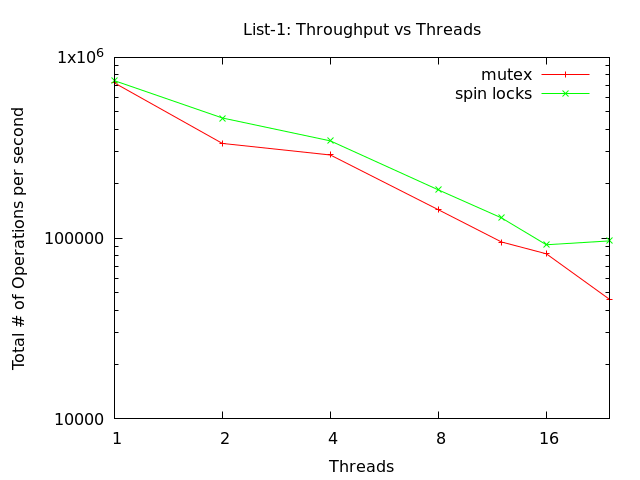 List-1: Throughput vs Threads
1x10^6
mutex
spin locks
Total # of Operations per second
100000
10000
1 2 4 8 16
Threads